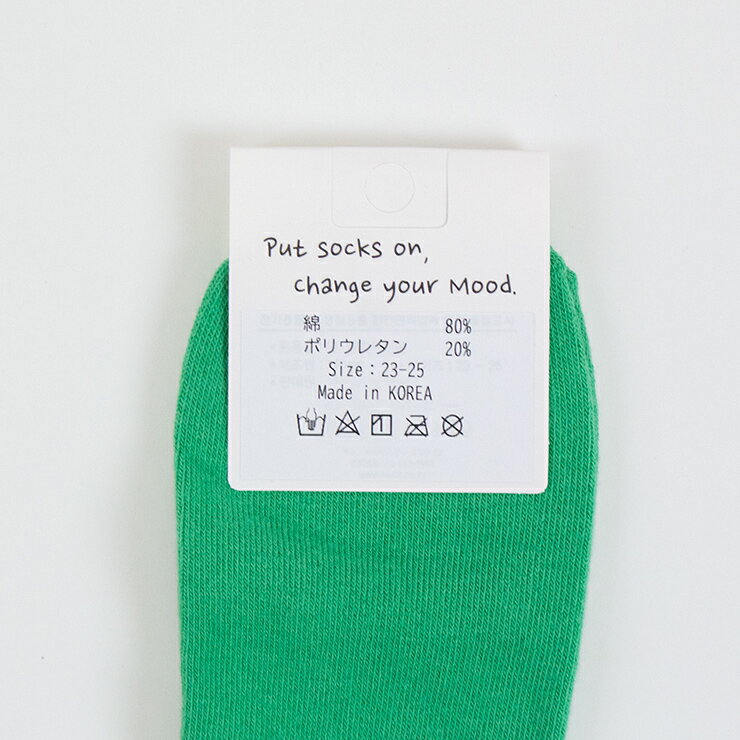 Put socks on,
change your Mood.
綿 80%
ポリウレタン 20%
Size : 23-25
Made in KOREA